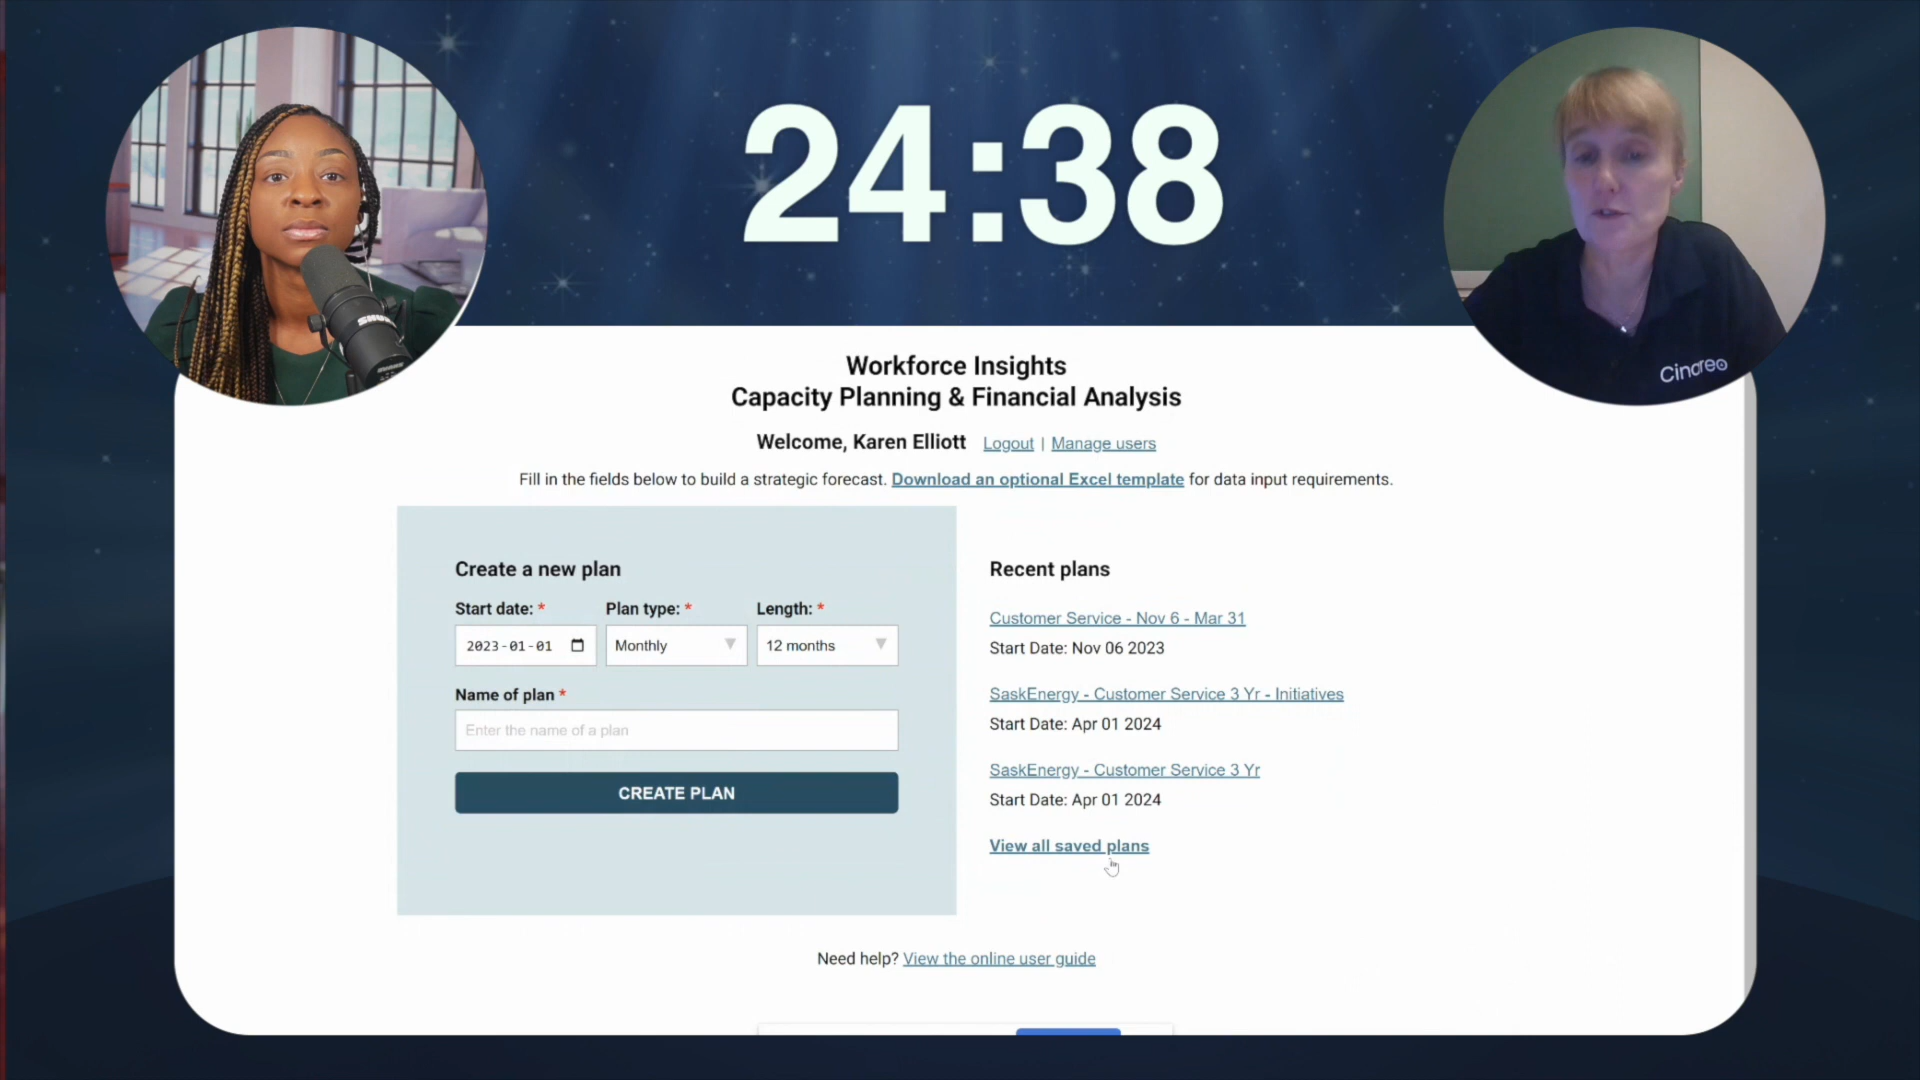 24:38
SHURE
Cinareo
Workforce Insights
Capacity Planning & Financial Analysis
Welcome, Karen Elliott Logout | Manage users
Fill in the fields below to build a strategic forecast. Download an optional Excel template for data input requirements.
Create a new plan
Start date: * Plan type: * Length: *
2023-01-01 Monthly 12 months
Name of plan *
Enter the name of a plan
CREATE PLAN
Recent plans
Customer Service - Nov 6 - Mar 31
Start Date: Nov 06 2023
SaskEnergy - Customer Service 3 Yr - Initiatives
Start Date: Apr 01 2024
SaskEnergy - Customer Service 3 Yr
Start Date: Apr 01 2024
View all saved plans
Need help? View the online user guide